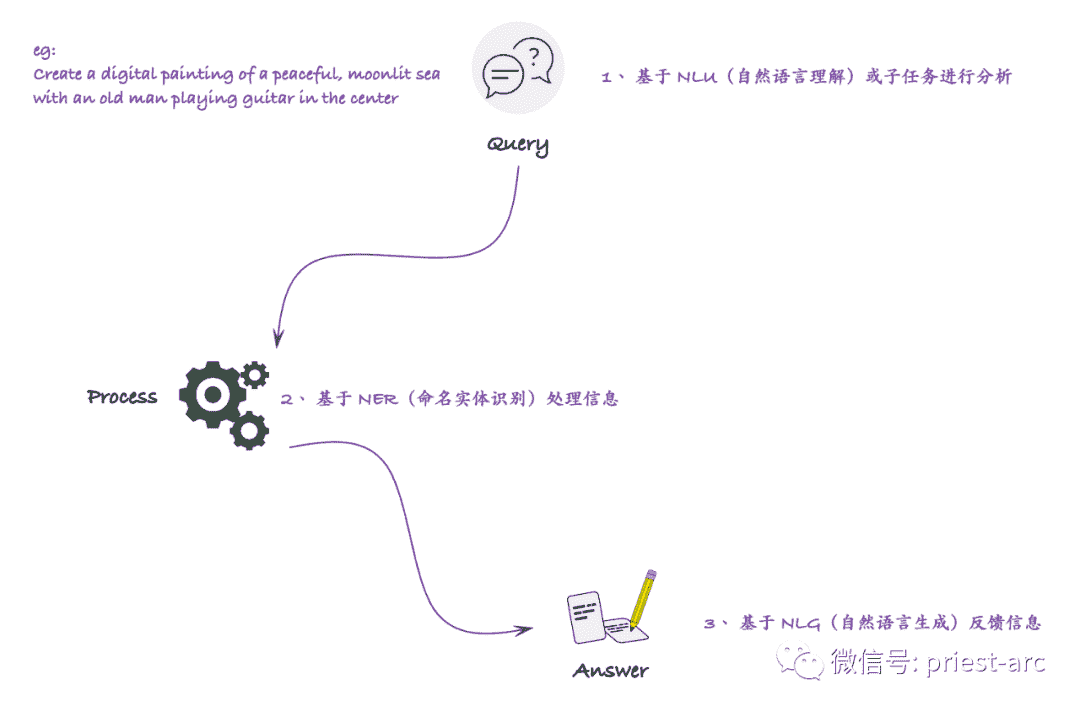 eg:
Create a digital painting of a peaceful, moonlit sea
with an old man playing guitar in the center
1、 基于 NLU（自然语言理解）或子任务进行分析
Query
Process
2、 基于 NER（命名实体识别）处理信息
3、 基于 NLG（自然语言生成）反馈信息
微信号: priest-arc
Answer